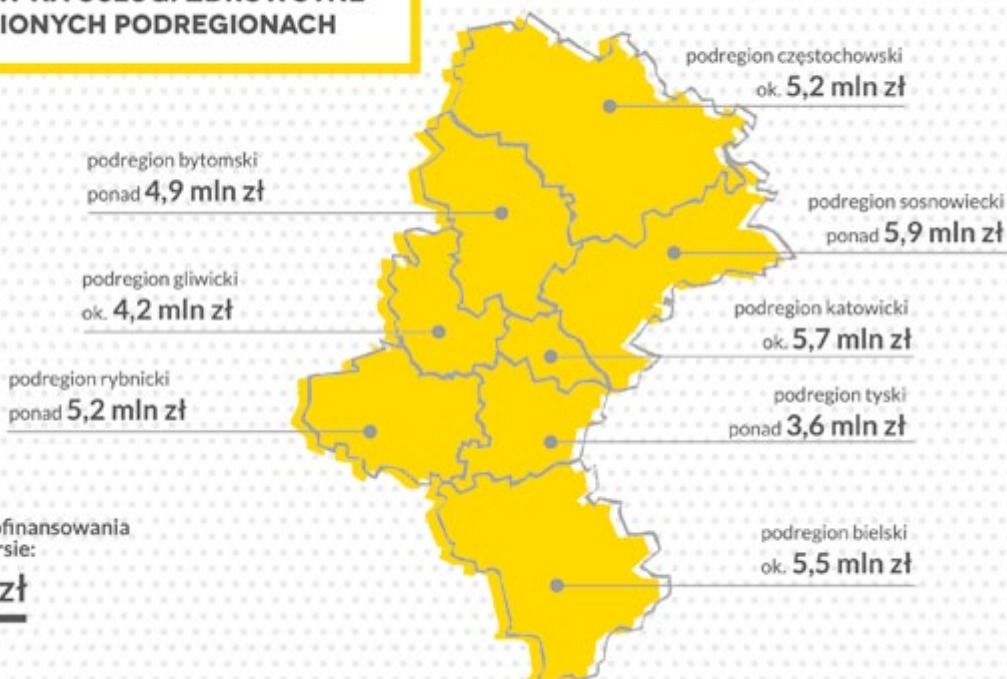 IONYCH PODREGIONACH
podregion częstochowski
ok. 5,2 mln zł
podregion bytomski
ponad 4,9 mln zł
podregion sosnowiecki
ponad 5,9 mln zł
podregion gliwicki
ok. 4,2 mln zł
podregion katowicki
ok. 5,7 mln zł
podregion rybnicki
ponad 5,2 mln zł
podregion tyski
ponad 3,6 mln zł
ofinansowania
rsie:
zł
podregion bielski
ok. 5,5 mln zł